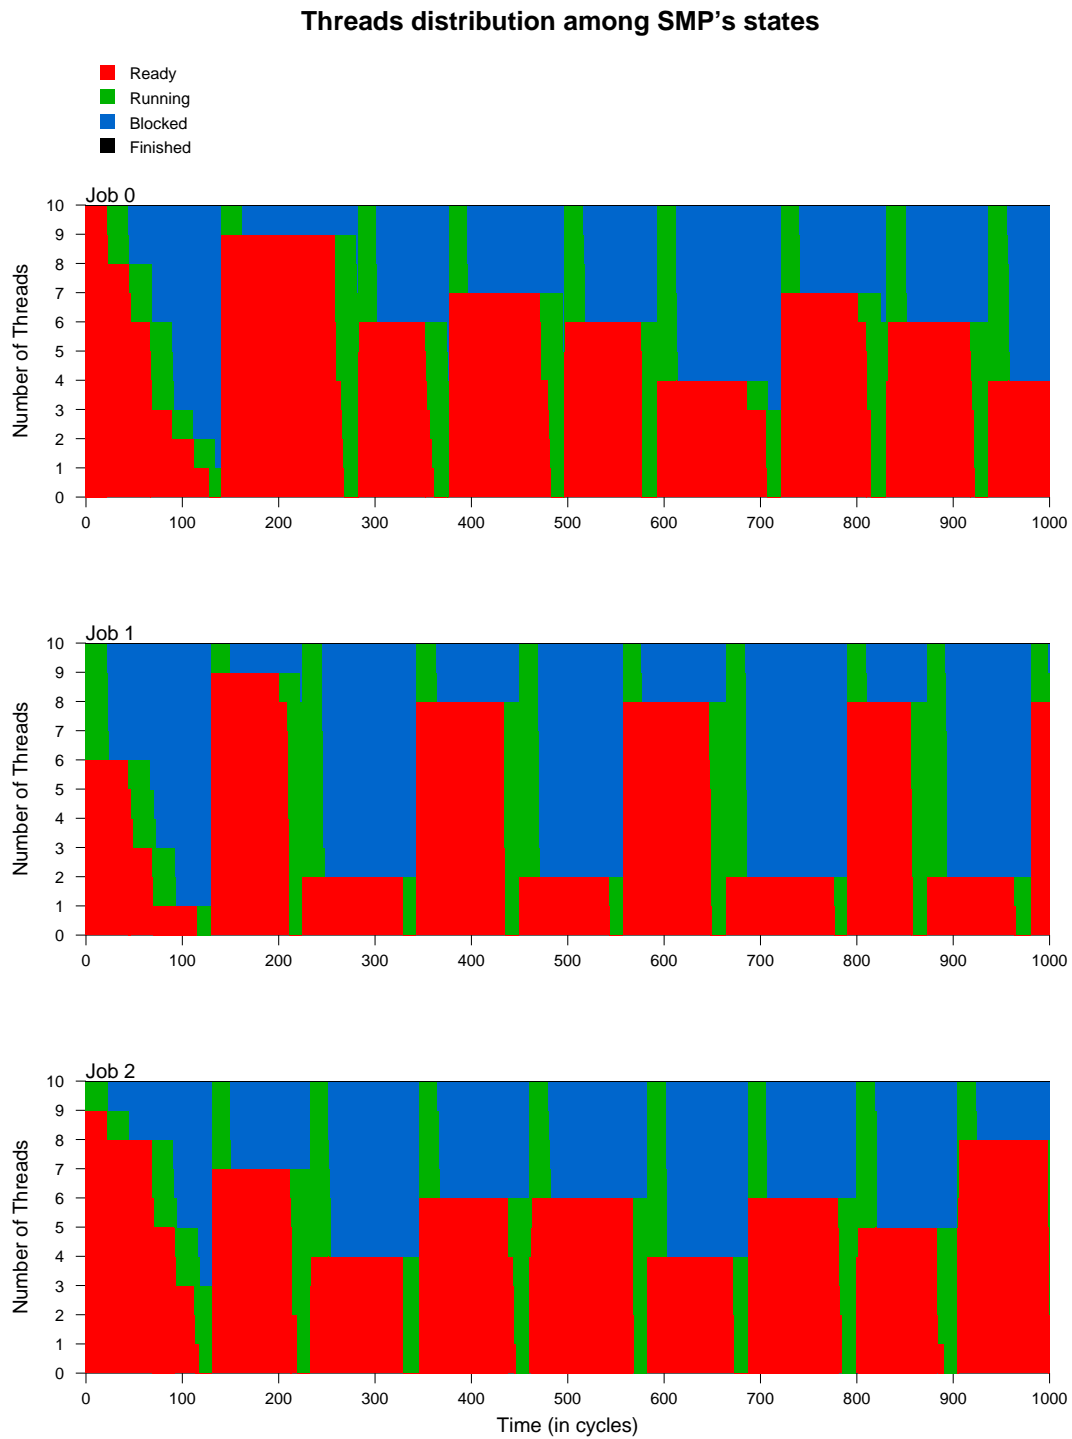 Threads distribution among SMP's states
Ready
Running
Blocked
Finished
Job 0
10
9
8
7
6
5
4
3
2
1
0
Number of Threads
0 100 200 300 400 500 600 700 800 900 1000
Job 1
10
9
8
7
6
5
4
3
2
1
0
Number of Threads
0 100 200 300 400 500 600 700 800 900 1000
Job 2
10
9
8
7
6
5
4
3
2
1
0
Number of Threads
0 100 200 300 400 500 600 700 800 900 1000
Time (in cycles)